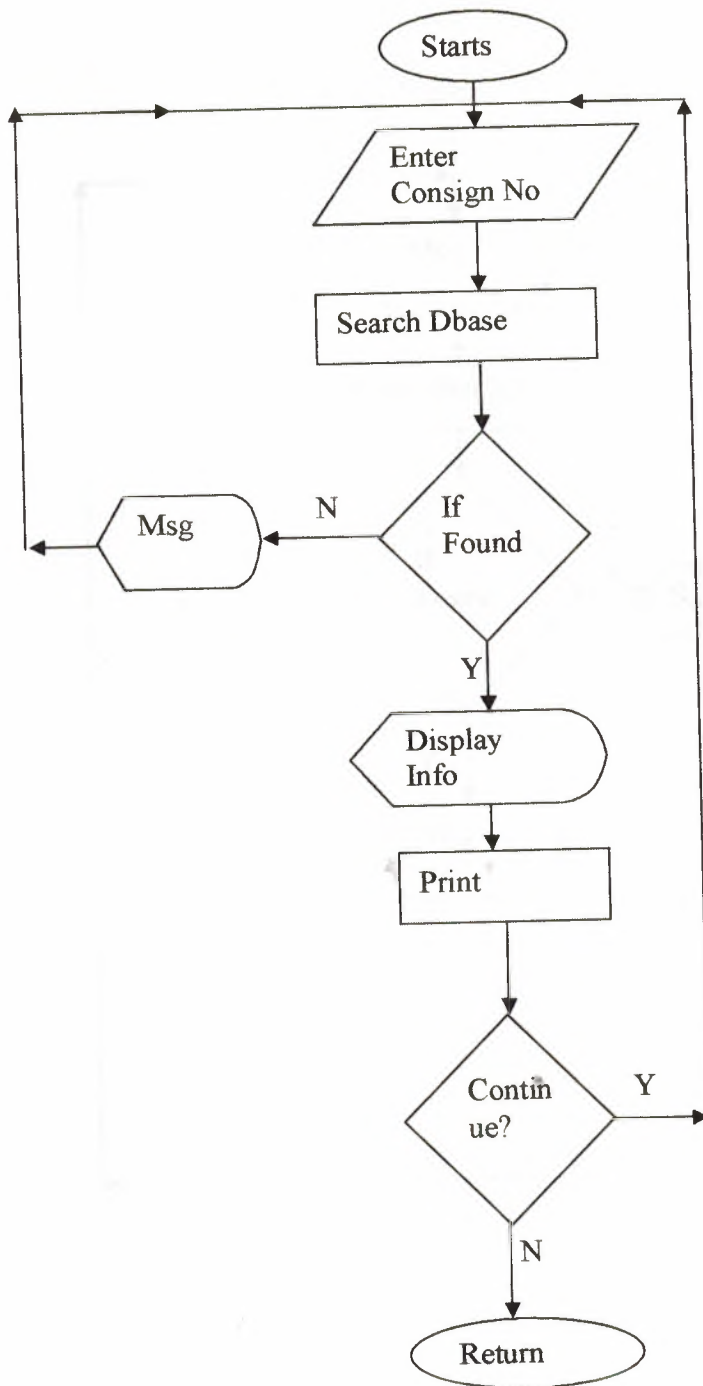 Starts
Enter
Consign No
Search Dbase
If
Found
N
Msg
Y
Display
Info
Print
Contin
ue?
Y
N
Return